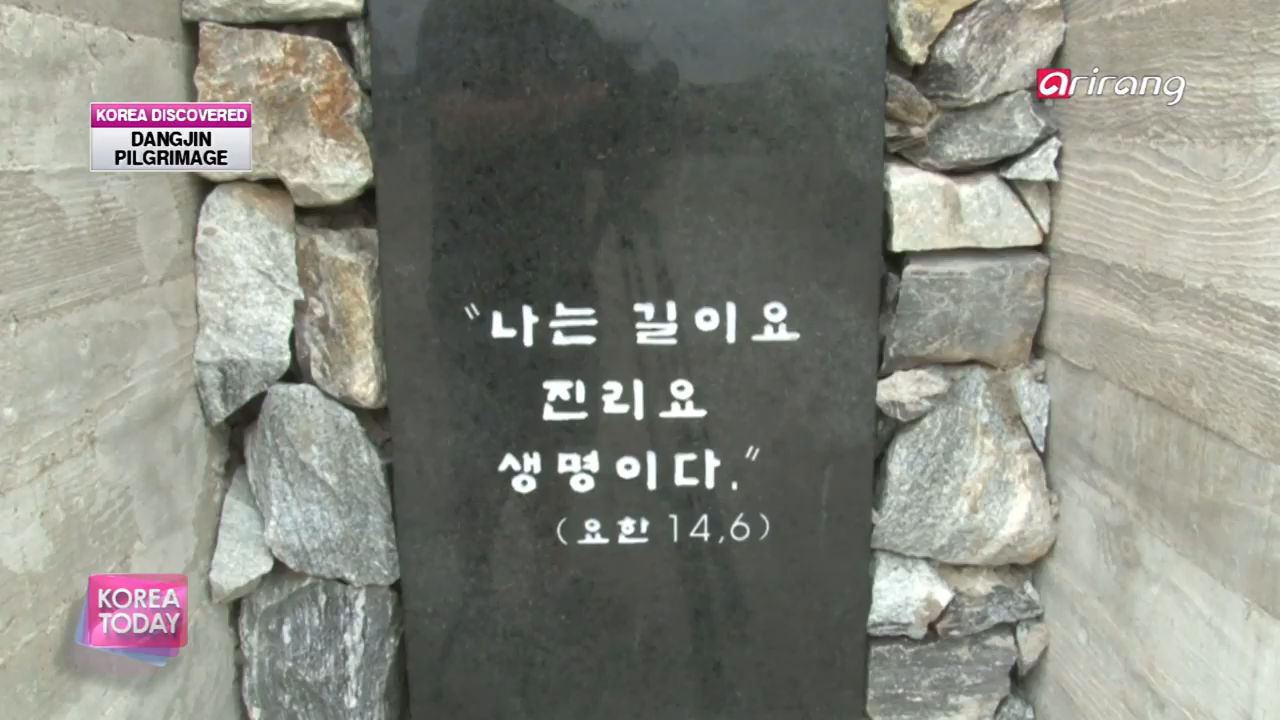 arirang
KOREA DISCOVERED
DANGJIN
PILGRIMAGE
"나는 길이요
진리요
생명이다."
(요한 14,6)
KOREA
TODAY